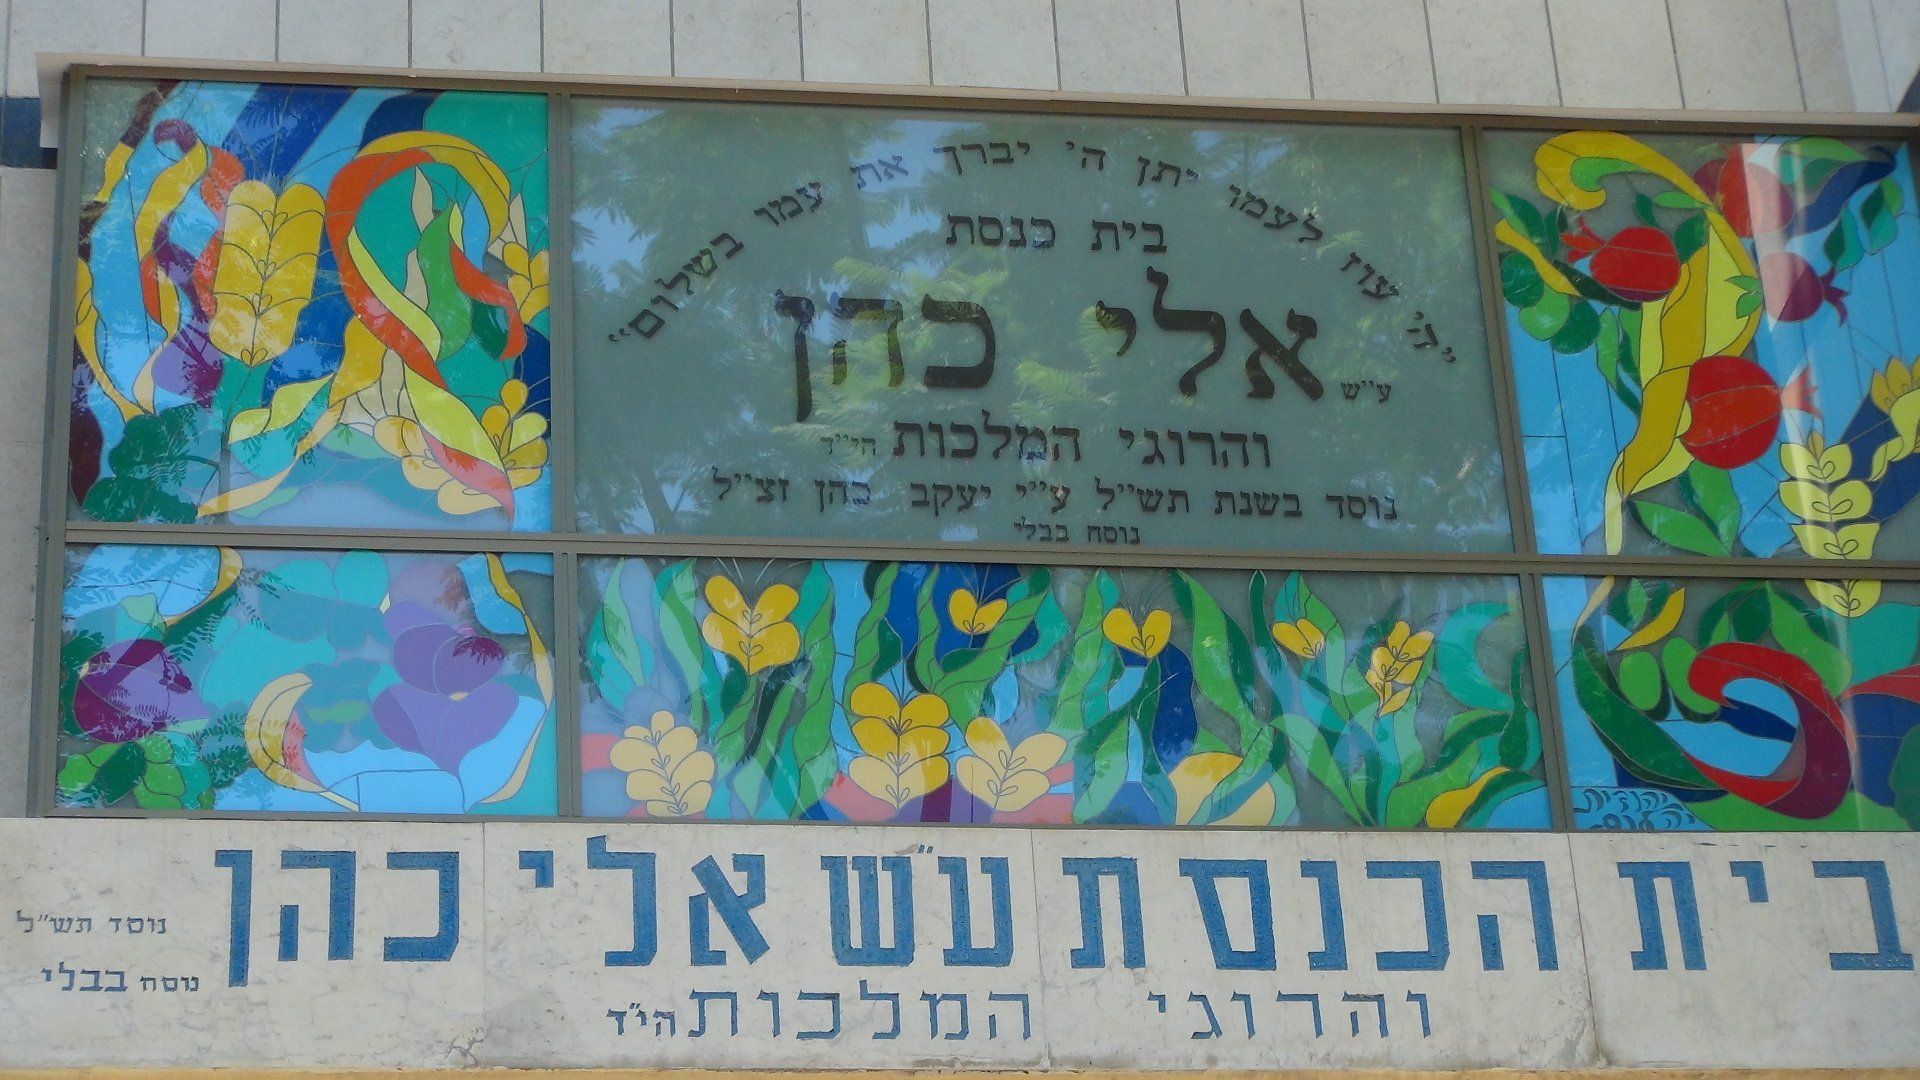 "ה' עוז לעמו יתן ה' יברך את עמו בשלום"
בית כנסת
ע"ש אלי כהן
והרוגי המלכות הי"ד
נוסד בשנת תש"ל ע"י יעקב כהן זצ"ל
נוסח בבלי
יהודית
בית הכנסת ע"ש אלי כהן
והרוגי המלכות הי"ד
נוסד תש"ל
נוסח בבלי